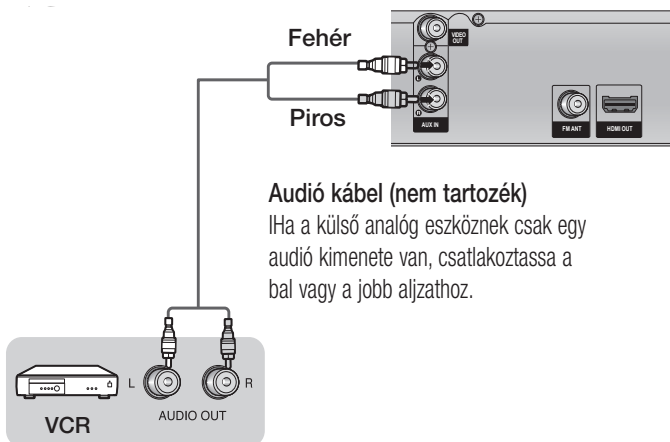 Fehér
VIDEO
OUT
L
Piros
R
AUX IN
FM ANT
HDMI OUT
Audió kábel (nem tartozék)
lHa a külső analóg eszköznek csak egy
audió kimenete van, csatlakoztassa a
bal vagy a jobb aljzathoz.
L
R
AUDIO OUT
VCR